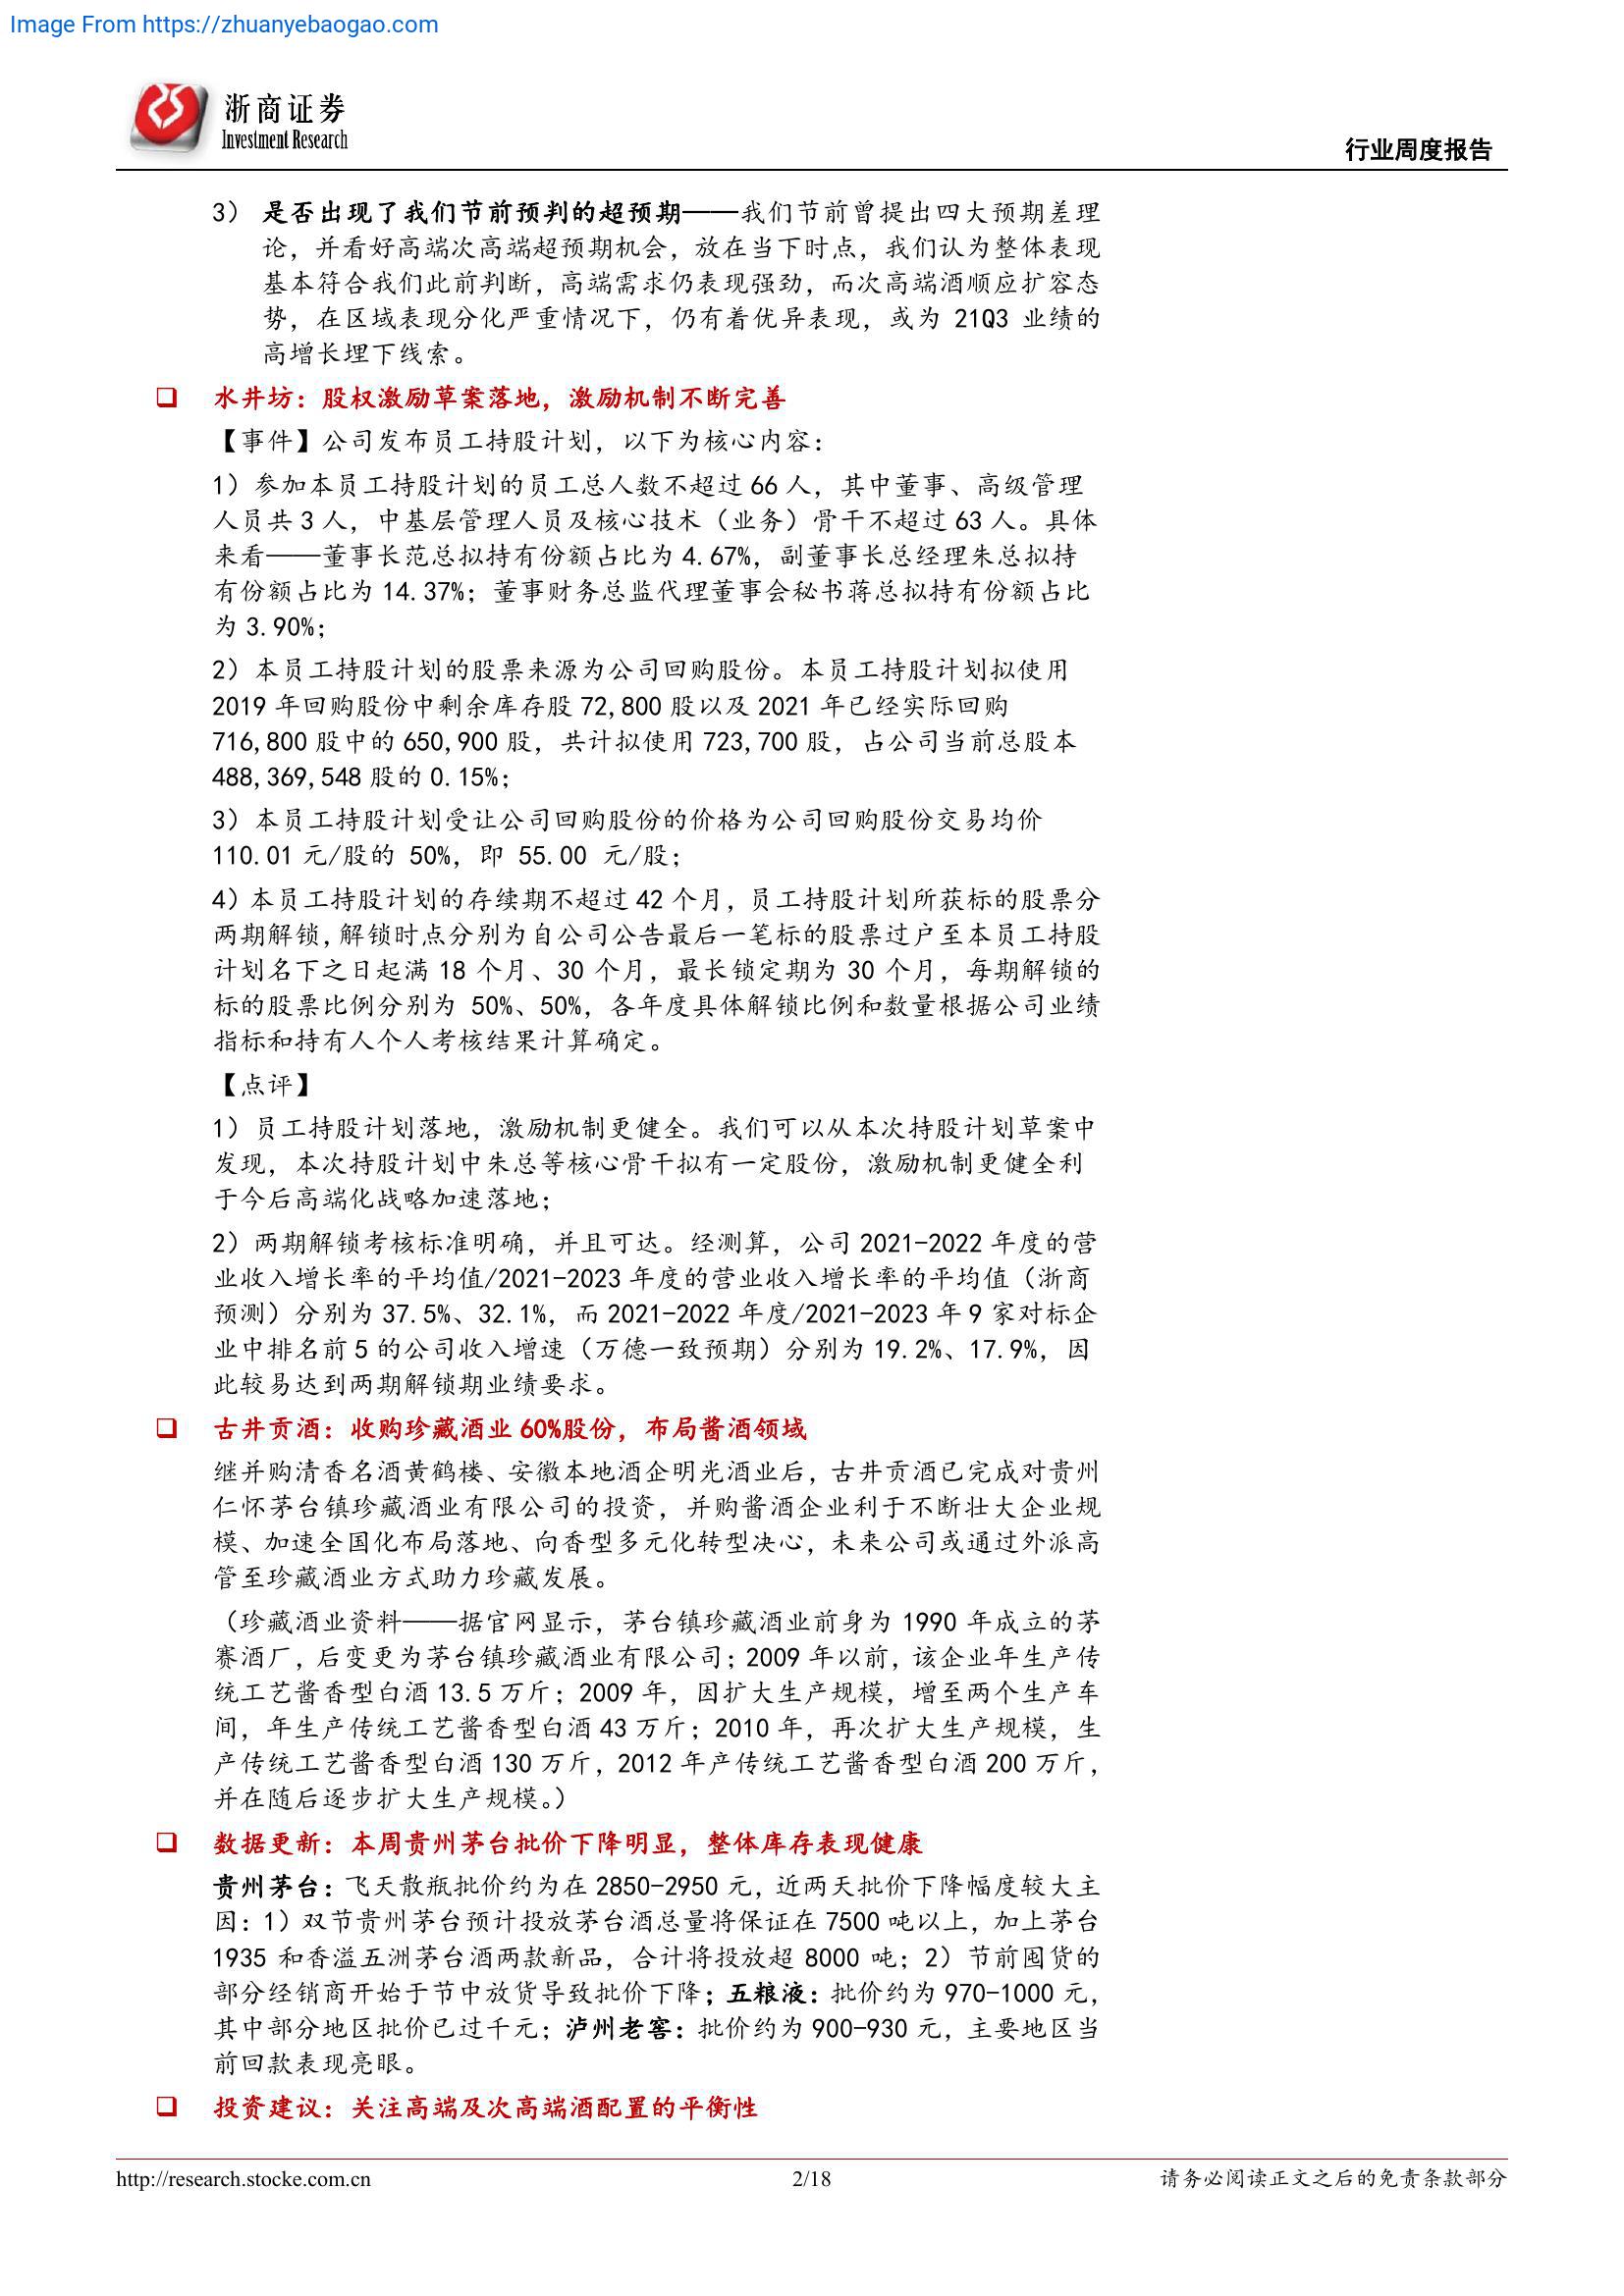 Image From https://zhuanyebaogao.com
浙商证券
Investment Research
行业周度报告
3） 是否出现了我们节前预判的超预期——我们节前曾提出四大预期差理
论，并看好高端次高端超预期机会，放在当下时点，我们认为整体表现
基本符合我们此前判断，高端需求仍表现强劲，而次高端酒顺应扩容态
势，在区域表现分化严重情况下，仍有着优异表现，或为 21Q3 业绩的
高增长埋下线索。
❑ 水井坊：股权激励草案落地，激励机制不断完善
【事件】公司发布员工持股计划，以下为核心内容：
1）参加本员工持股计划的员工总人数不超过 66 人，其中董事、高级管理
人员共 3 人，中基层管理人员及核心技术（业务）骨干不超过 63 人。具体
来看——董事长范总拟持有份额占比为 4.67%，副董事长总经理朱总拟持
有份额占比为 14.37%；董事财务总监代理董事会秘书蒋总拟持有份额占比
为 3.90%；
2）本员工持股计划的股票来源为公司回购股份。本员工持股计划拟使用
2019 年回购股份中剩余库存股 72,800 股以及 2021 年已经实际回购
716,800 股中的 650,900 股，共计拟使用 723,700 股，占公司当前总股本
488,369,548 股的 0.15%；
3）本员工持股计划受让公司回购股份的价格为公司回购股份交易均价
110.01 元/股的 50%，即 55.00 元/股；
4）本员工持股计划的存续期不超过 42 个月，员工持股计划所获标的股票分
两期解锁，解锁时点分别为自公司公告最后一笔标的股票过户至本员工持股
计划名下之日起满 18 个月、30 个月，最长锁定期为 30 个月，每期解锁的
标的股票比例分别为 50%、50%，各年度具体解锁比例和数量根据公司业绩
指标和持有人个人考核结果计算确定。
【点评】
1）员工持股计划落地，激励机制更健全。我们可以从本次持股计划草案中
发现，本次持股计划中朱总等核心骨干拟有一定股份，激励机制更健全利
于今后高端化战略加速落地；
2）两期解锁考核标准明确，并且可达。经测算，公司 2021-2022 年度的营
业收入增长率的平均值/2021-2023 年度的营业收入增长率的平均值（浙商
预测）分别为 37.5%、32.1%，而 2021-2022 年度/2021-2023 年 9 家对标企
业中排名前 5 的公司收入增速（万德一致预期）分别为 19.2%、17.9%，因
此较易达到两期解锁期业绩要求。
❑ 古井贡酒：收购珍藏酒业 60%股份，布局酱酒领域
继并购清香名酒黄鹤楼、安徽本地酒企明光酒业后，古井贡酒已完成对贵州
仁怀茅台镇珍藏酒业有限公司的投资，并购酱酒企业利于不断壮大企业规
模、加速全国化布局落地、向香型多元化转型决心，未来公司或通过外派高
管至珍藏酒业方式助力珍藏发展。
（珍藏酒业资料——据官网显示，茅台镇珍藏酒业前身为 1990 年成立的茅
赛酒厂，后变更为茅台镇珍藏酒业有限公司；2009 年以前，该企业年生产传
统工艺酱香型白酒 13.5 万斤；2009 年，因扩大生产规模，增至两个生产车
间，年生产传统工艺酱香型白酒 43 万斤；2010 年，再次扩大生产规模，生
产传统工艺酱香型白酒 130 万斤，2012 年产传统工艺酱香型白酒 200 万斤，
并在随后逐步扩大生产规模。）
❑ 数据更新：本周贵州茅台批价下降明显，整体库存表现健康
贵州茅台：飞天散瓶批价约为在 2850-2950 元，近两天批价下降幅度较大主
因：1）双节贵州茅台预计投放茅台酒总量将保证在 7500 吨以上，加上茅台
1935 和香溢五洲茅台酒两款新品，合计将投放超 8000 吨；2）节前囤货的
部分经销商开始于节中放货导致批价下降；五粮液：批价约为 970-1000 元，
其中部分地区批价已过千元；泸州老窖：批价约为 900-930 元，主要地区当
前回款表现亮眼。
❑ 投资建议：关注高端及次高端酒配置的平衡性
http://research.stocke.com.cn
2/18
请务必阅读正文之后的免责条款部分